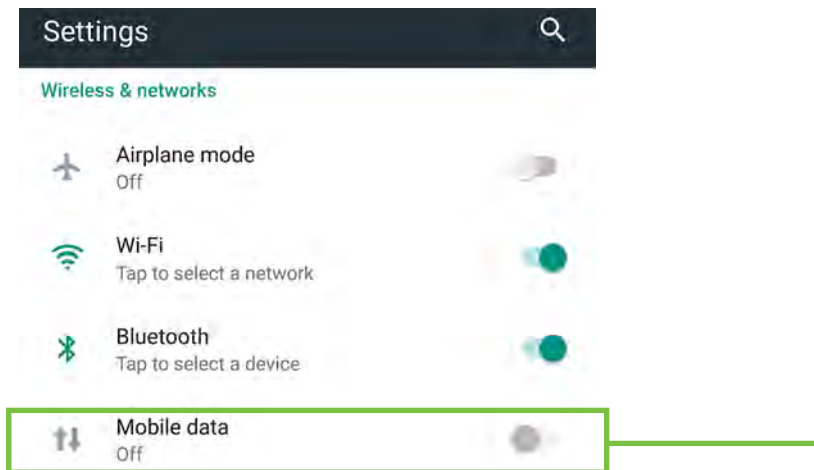 Settings
Wireless & networks
Airplane mode
Off
Wi-Fi
Tap to select a network
Bluetooth
Tap to select a device
Mobile data
Off